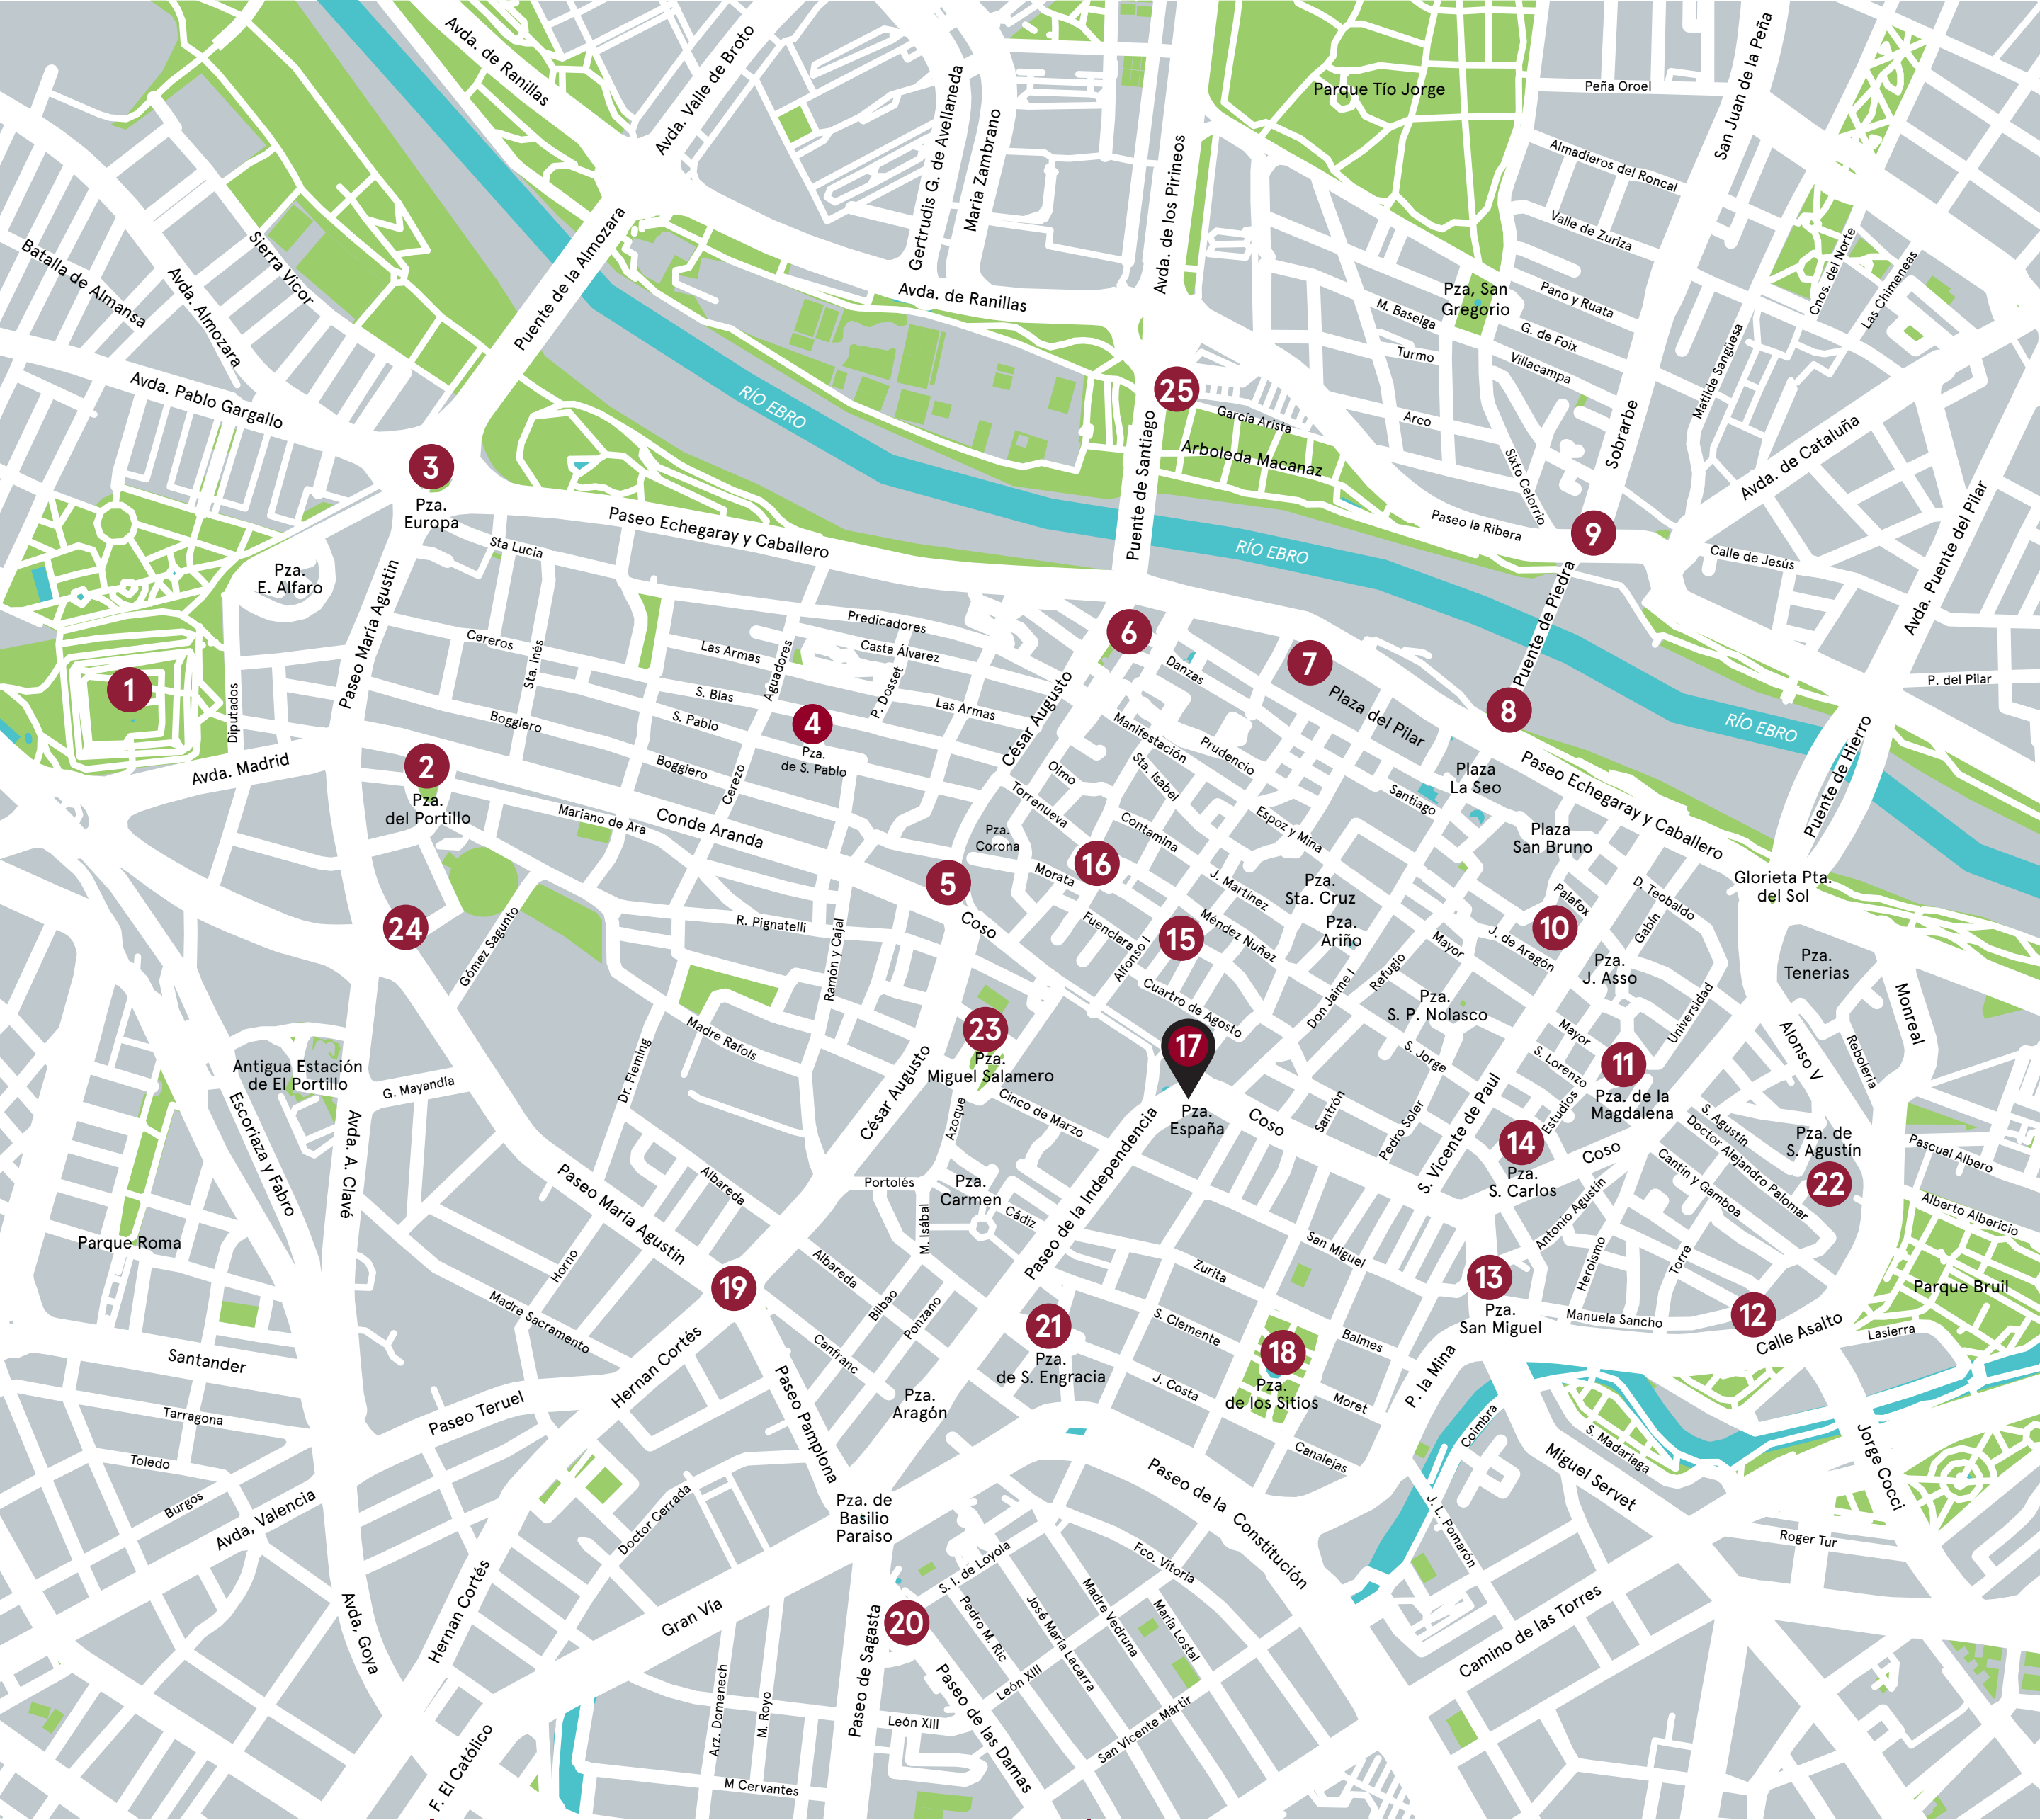 Avda. de Ranillas
Avda. Valle de Broto
Gertrudis G. de Avellaneda
Maria Zambrano
Avda. de los Pirineos
Parque Tío Jorge
Peña Oroel
San Juan de la Peña
Almadieros del Roncal
Valle de Zuríza
Cnos. del Norte
Las Chimeneas
Batalla de Almansa
Avda. Almozara
Sierra Vicor
Puente de la Almozara
Avda. de Ranillas
Pza, San
Gregorio
Pano y Ruata
M. Baselga
G. de Foix
Turmo
Villacampa
Matilde Sangüesa
Avda. Pablo Gargallo
RÍO EBRO
25
García Arista
Arco
Sobrarbe
Avda. de Cataluña
3
Pza.
Europa
Arboleda Macanaz
Puente de Santiago
Sixto Celorrio
Paseo la Ribera
9
Avda. Puente del Pilar
Paseo Echegaray y Caballero
Sta Lucia
RÍO EBRO
Calle de Jesús
Pza.
E. Alfaro
Paseo María Agustin
Puente de Piedra
Predicadores
Casta Álvarez
Cereros
Sta. Inés
Las Armas
Aguadores
P. Dosset
6
Danzas
7
Plaza del Pilar
8
P. del Pilar
RÍO EBRO
1
Diputados
S. Blas
S. Pablo
Las Armas
4
Pza.
de S. Pablo
César Augusto
Manifestación
Prudencio
Boggiero
Boggiero
Cerezo
Avda. Madrid
2
Pza.
del Portillo
Mariano de Ara
Conde Aranda
Olmo
Sta. Isabel
Torrenueva
Contamina
Santiago
Plaza
La Seo
Paseo Echegaray y Caballero
Puente de Hierro
Pza.
Corona
16
Espoz y Mina
Plaza
San Bruno
Glorieta Pta.
del Sol
5
Coso
Morata
J. Martínez
Pza.
Sta. Cruz
Palafox
D. Teobaldo
24
Gómez Sagunto
R. Pignatelli
Ramón y Cajal
Fuenclara
Alfonso I
15
Méndez Nuñez
Pza.
Ariño
Mayor
J. de Aragón
10
Gabín
Pza.
J. Asso
Pza.
Tenerias
Monreal
Refugio
Don Jaime I
Cuartro de Agosto
Pza.
S. P. Nolasco
Universidad
Madre Rafols
23
Pza.
Miguel Salamero
17
S. Jorge
Mayor
S. Lorenzo
11
Pza. de la
Magdalena
Alonso V
Reboleria
Antigua Estación
de El Portillo
G. Mayandía
Dr. Fleming
César Augusto
Azoque
Cinco de Marzo
Pza.
España
Coso
Santrón
Pedro Soler
S. Vicente de Paul
Estudios
14
Pza.
S. Carlos
Coso
S. Agustín
Doctor Alejandro Palomar
Pza. de
S. Agustín
22
Pascual Albero
Escoriaza y Fabro
Avda. A. Clavé
Albareda
Portolés
Pza.
Carmen
Cádiz
M. Isábal
Paseo de la Independencia
Cantin y Gamboa
Antonio Agustín
Alberto Albericio
Parque Roma
Paseo María Agustin
Horno
19
Albareda
Bilbao
Ponzano
Zurita
San Miguel
13
Pza.
San Miguel
Heroismo
Torre
Manuela Sancho
12
Calle Asalto
Parque Bruil
Lasierra
Madre Sacramento
Hernan Cortés
Canfranc
21
Pza.
de S. Engracia
S. Clemente
18
Pza.
de los Sitios
Balmes
P. la Mina
Santander
Tarragona
Toledo
Burgos
Avda, Valencia
Paseo Teruel
Paseo Pamplona
Pza.
Aragón
J. Costa
Moret
Canalejas
Coimbra
S. Madariaga
Miguel Servet
Jorge Cocci
Doctor Cerrada
Pza. de
Basilio
Paraiso
Paseo de la Constitución
J. L. Pomarón
Roger Tur
Avda, Goya
Hernan Cortés
Gran Vía
Paseo de Sagasta
20
S. I. de Loyola
Pedro M. Ric
José María Lacarra
Madre Vedruna
Fco. Vitoria
María Lostal
León XIII
Camino de las Torres
San Vicente Mártir
Paseo de las Damas
León XIII
Arz. Domenech
M. Royo
M Cervantes
F. El Católico